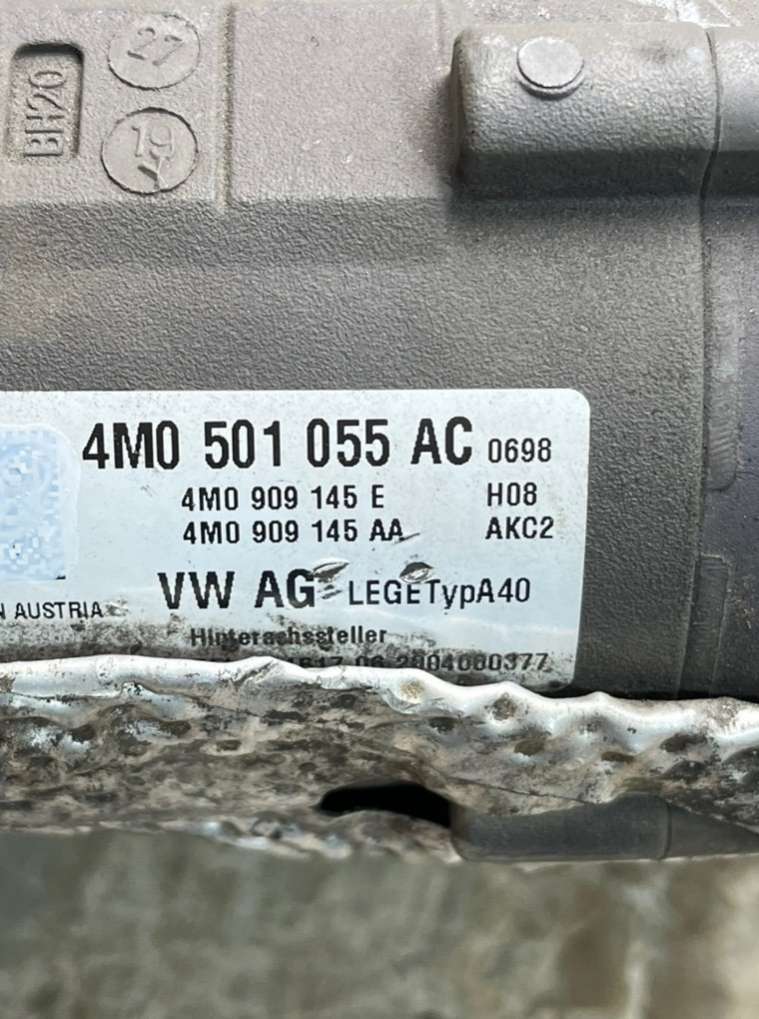 27
BH20
19
4M0 501 055 AC 0698
4M0 909 145 E H08
4M0 909 145 AA AKC2
VW AG LEGETypA40
AUSTRIA
Hinterachssteller
2004000377